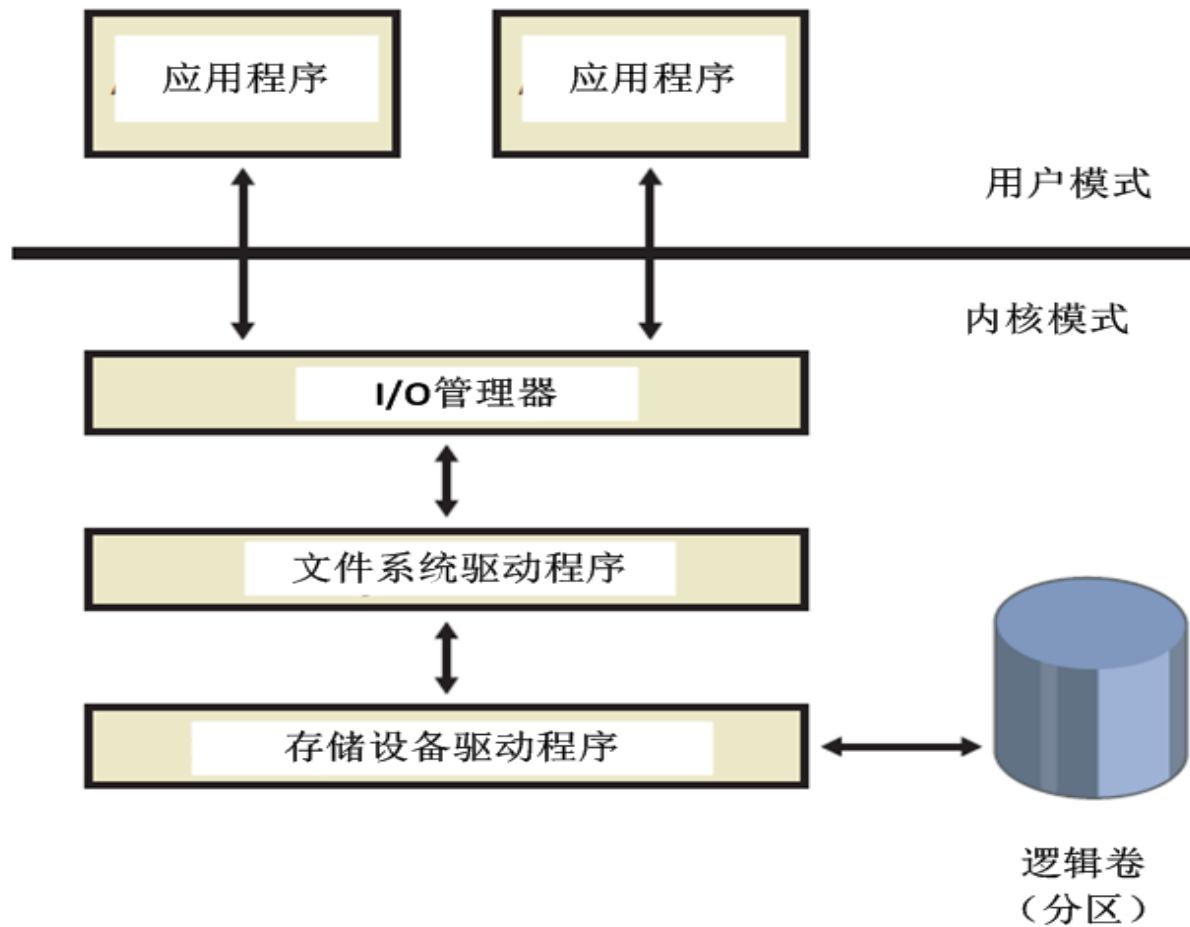 应用程序
应用程序
用户模式
内核模式
I/O管理器
文件系统驱动程序
存储设备驱动程序
逻辑卷
（分区）